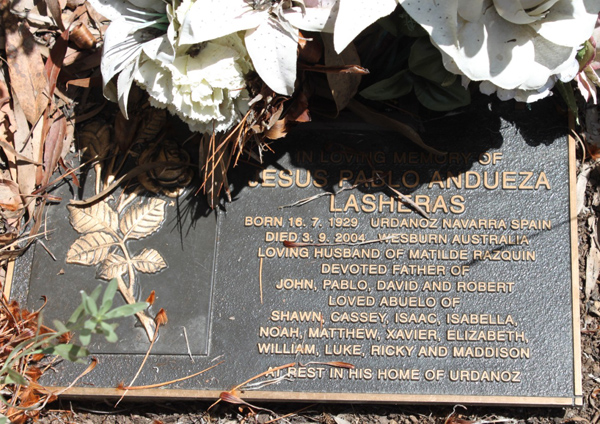 IN LOVING MEMORY OF
JESUS PABLO ANDUEZA
LASHERAS
BORN 16. 7. 1929 URDANOZ NAVARRA SPAIN
DIED 3. 9. 2004 WESBURN AUSTRALIA
LOVING HUSBAND OF MATILDE RAZQUIN
DEVOTED FATHER OF
JOHN, PABLO, DAVID AND ROBERT
LOVED ABUELO OF
SHAWN, CASSEY, ISAAC, ISABELLA,
NOAH, MATTHEW, XAVIER, ELIZABETH,
WILLIAM, LUKE, RICKY AND MADDISON
AT REST IN HIS HOME OF URDANOZ